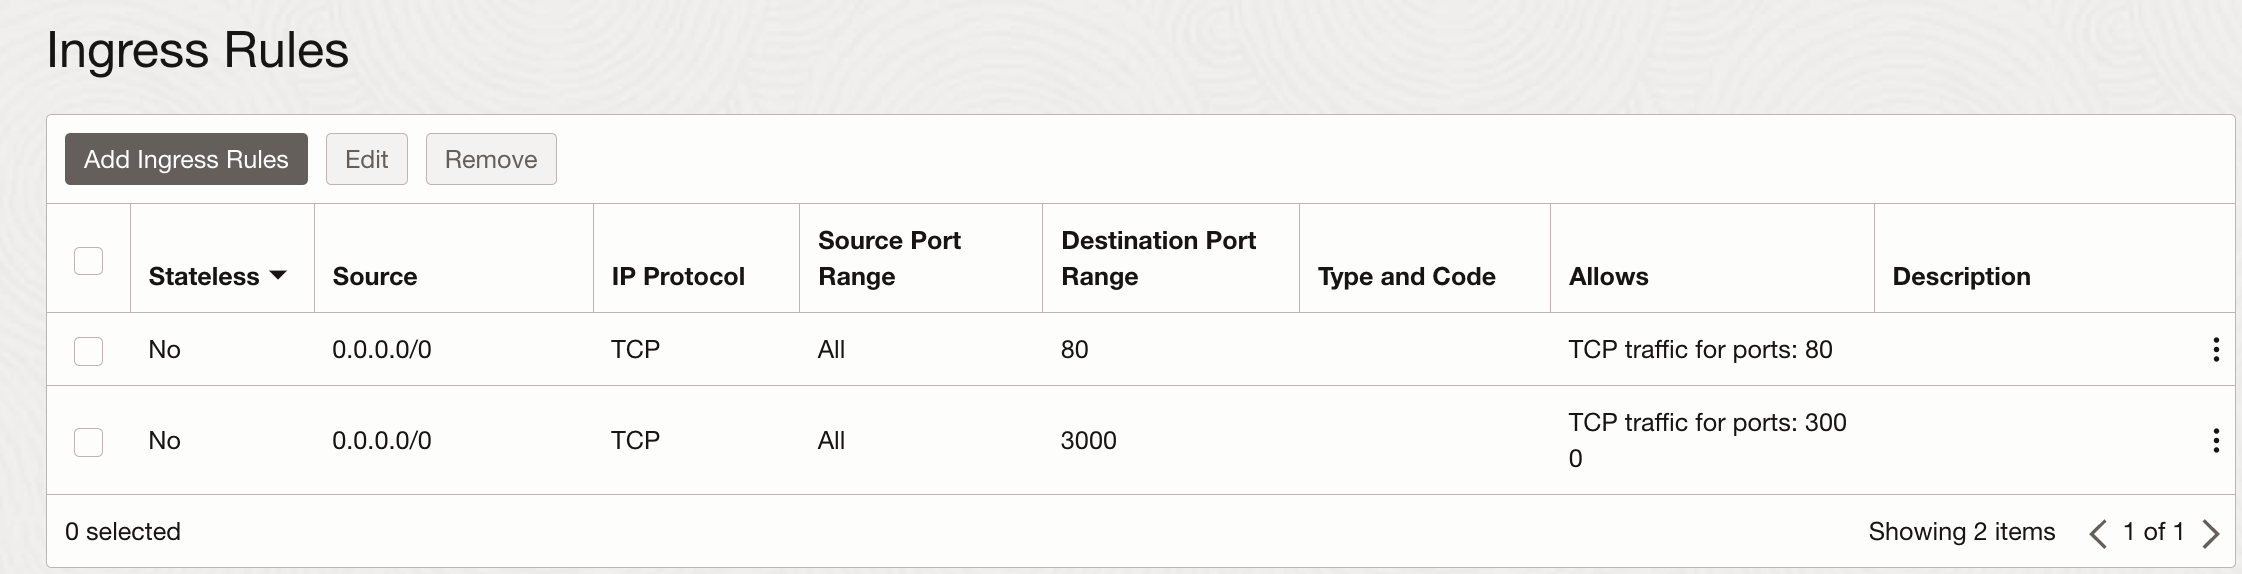 Ingress Rules
Add Ingress Rules Edit Remove
Stateless Source IP Protocol Source Port Range Destination Port Range Type and Code Allows Description
No 0.0.0.0/0 TCP All 80 TCP traffic for ports: 80
No 0.0.0.0/0 TCP All 3000 TCP traffic for ports: 300
0
0 selected Showing 2 items 1 of 1